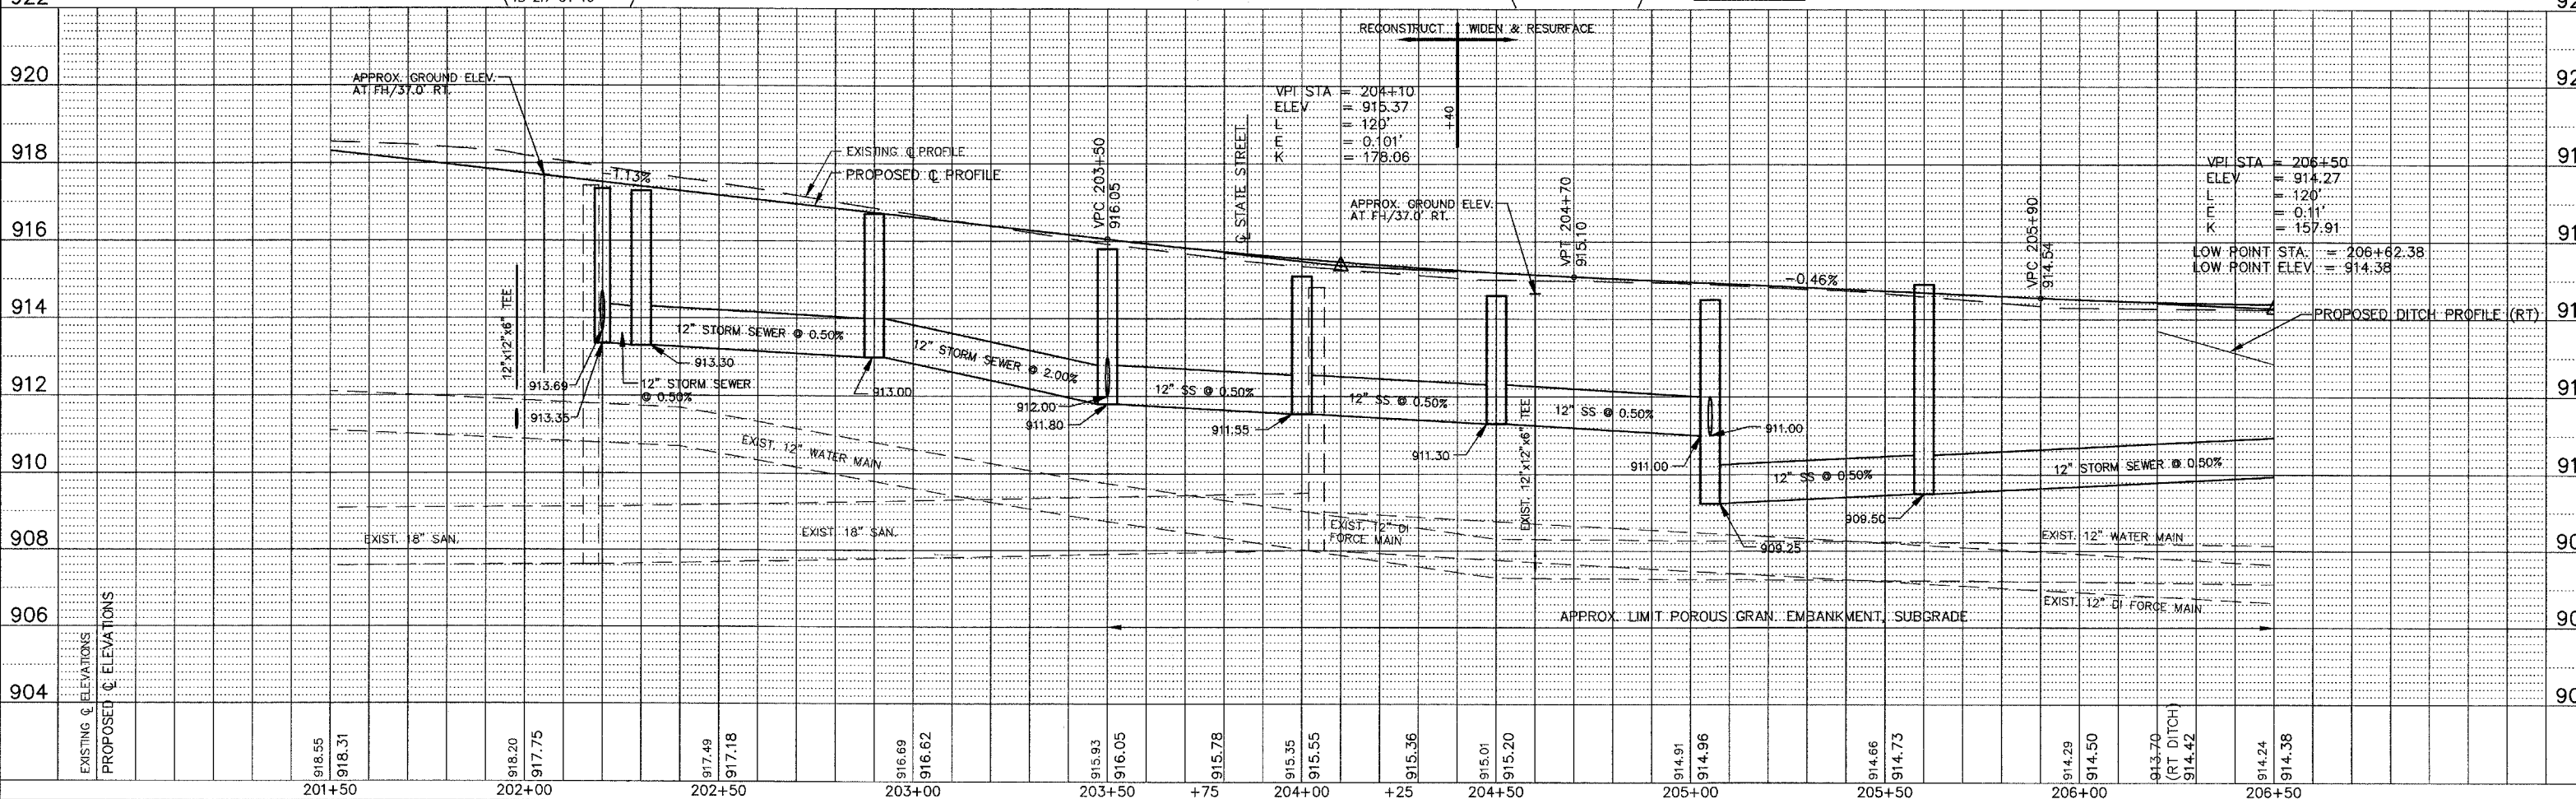 922
RECONSTRUCT
WIDEN & RESURFACE
+40
920
APPROX. GROUND ELEV.
AT FH/37.0' RT.
VPI STA = 204+10
ELEV = 915.37
L = 120'
E = 0.101'
K = 178.06
918
EXISTING ℄ PROFILE
PROPOSED ℄ PROFILE
-1.13%
VPC 203+50
916.05
℄ STATE STREET
APPROX. GROUND ELEV.
AT FH/37.0' RT.
VPT 204+70
915.10
VPI STA = 206+50
ELEV = 914.27
L = 120'
E = 0.11'
K = 157.91
LOW POINT STA. = 206+62.38
LOW POINT ELEV. = 914.38
916
-0.46%
VPC 205+90
914.54
PROPOSED DITCH PROFILE (RT)
914
12"x12"x6" TEE
12" STORM SEWER @ 0.50%
12" STORM SEWER @ 2.00%
913.30
913.69
12" STORM SEWER
@ 0.50%
913.35
913.00
912
912.00
911.80
12" SS @ 0.50%
12" SS @ 0.50%
12" SS @ 0.50%
911.55
911.30
911.00
911.00
EXIST. 12"x12"x6" TEE
EXIST. 12" WATER MAIN
910
12" SS @ 0.50%
12" STORM SEWER @ 0.50%
909.50
909.25
908
EXIST. 18" SAN.
EXIST. 18" SAN.
EXIST. 12" DI
FORCE MAIN
EXIST. 12" WATER MAIN
EXIST. 12" DI FORCE MAIN
906
APPROX. LIMIT POROUS GRAN. EMBANKMENT, SUBGRADE
904
EXISTING ℄ ELEVATIONS
PROPOSED ℄ ELEVATIONS
918.55
918.31
918.20
917.75
917.49
917.18
916.69
916.62
915.93
916.05
915.78
915.35
915.55
915.36
915.01
915.20
914.91
914.96
914.66
914.73
914.29
914.50
913.70
(RT DITCH)
914.42
914.24
914.38
201+50
202+00
202+50
203+00
203+50
+75
204+00
+25
204+50
205+00
205+50
206+00
206+50